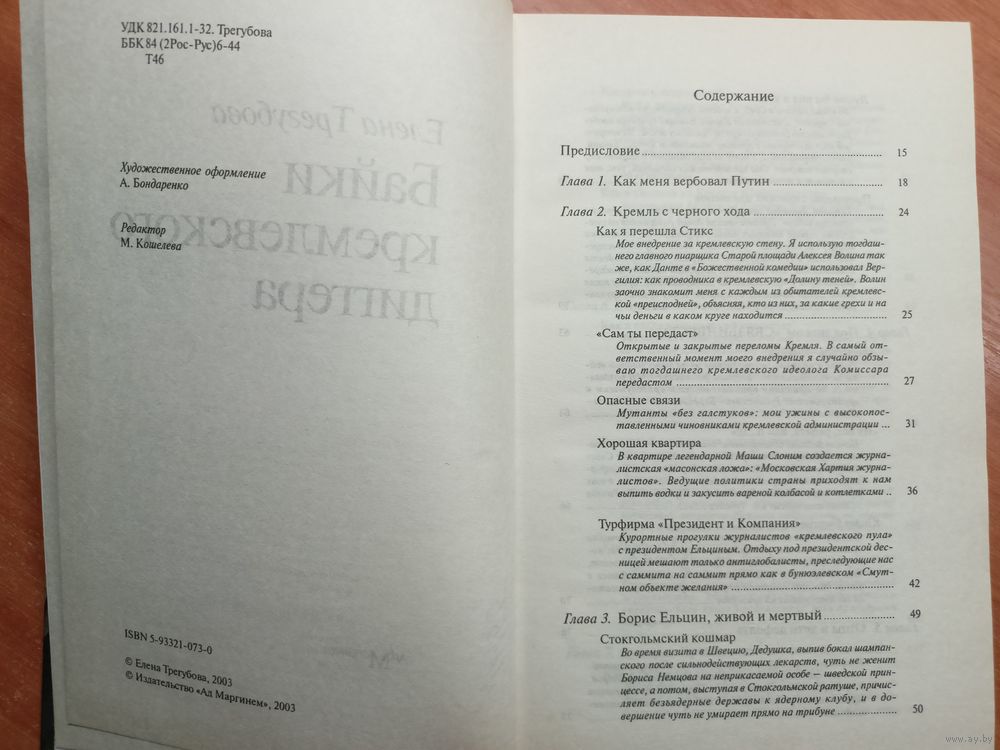 УДК 821.161.1-32. Трегубова
ББК 84 (2Рос-Рус)6-44
Т46
Елена Трегубова
Байки
кремлевского
диггера
Художественное оформление
А. Бондаренко
Редактор
М. Кошелева
ISBN 5-93321-073-0
© Елена Трегубова, 2003
© Издательство «Ад Маргинем», 2003
Содержание
Предисловие ... 15
Глава 1. Как меня вербовал Путин ... 18
Глава 2. Кремль с черного хода ... 24
Как я перешла Стикс
Мое внедрение за кремлевскую стену. Я использую тогдаш-
него главного пиарщика Старой площади Алексея Волина так
же, как Данте в «Божественной комедии» использовал Вер-
гилия: как проводника в кремлевскую «Долину теней». Волин
заочно знакомит меня с каждым из обитателей кремлевс-
кой «преисподней», объясняя, кто из них, за какие грехи и на
чьи деньги в каком круге находится ... 25
«Сам ты передаст»
Открытые и закрытые переломы Кремля. В самый от-
ветственный момент моего внедрения я случайно обзы-
ваю тогдашнего кремлевского идеолога Комиссара
передастом ... 27
Опасные связи
Мутанты «без галстуков»: мои ужины с высокопос-
тавленными чиновниками кремлевской администрации ... 31
Хорошая квартира
В квартире легендарной Маши Слоним создается журна-
листская «масонская ложа»: «Московская Хартия журна-
листов». Ведущие политики страны приходят к нам
выпить водки и закусить вареной колбасой и котлетками .. 36
Турфирма «Президент и Компания»
Курортные прогулки журналистов «кремлевского пула»
с президентом Ельциным. Отдыху под президентской дес-
ницей мешают только антиглобалисты, преследующие нас
с саммита на саммит прямо как в бунюэлевском «Смут-
ном объекте желания» ... 42
Глава 3. Борис Ельцин, живой и мертвый ... 49
Стокгольмский кошмар
Во время визита в Швецию, Дедушка, выпив бокал шампан-
ского после сильнодействующих лекарств, чуть не женит
Бориса Немцова на неприкасаемой особе – шведской прин-
цессе, а потом, выступая в Стокгольмской ратуше, причис-
ляет безъядерные державы к ядерному клубу, и в до-
вершение чуть не умирает прямо на трибуне ... 50
www.ay.by